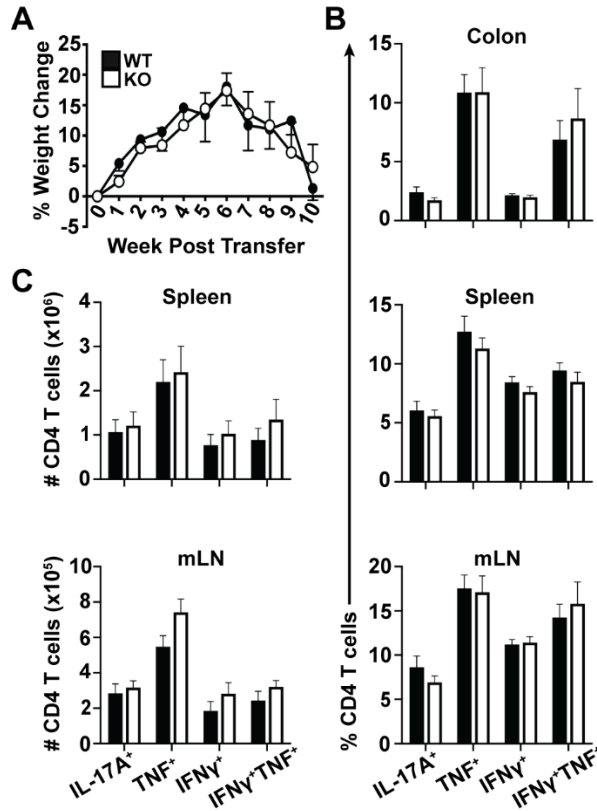 A
% Weight Change
25
20
15
10
5
0
-5
WT
KO
0 1 2 3 4 5 6 7 8 9 10
Week Post Transfer
B
Colon
15
10
5
0
Spleen
15
10
5
0
mLN
20
15
10
5
0
% CD4 T cells
IL-17A⁺ TNF⁺ IFNγ⁺ IFNγ⁺TNF⁺
C
Spleen
# CD4 T cells (x10⁶)
4
3
2
1
0
mLN
# CD4 T cells (x10⁵)
10
8
6
4
2
0
IL-17A⁺ TNF⁺ IFNγ⁺ IFNγ⁺TNF⁺